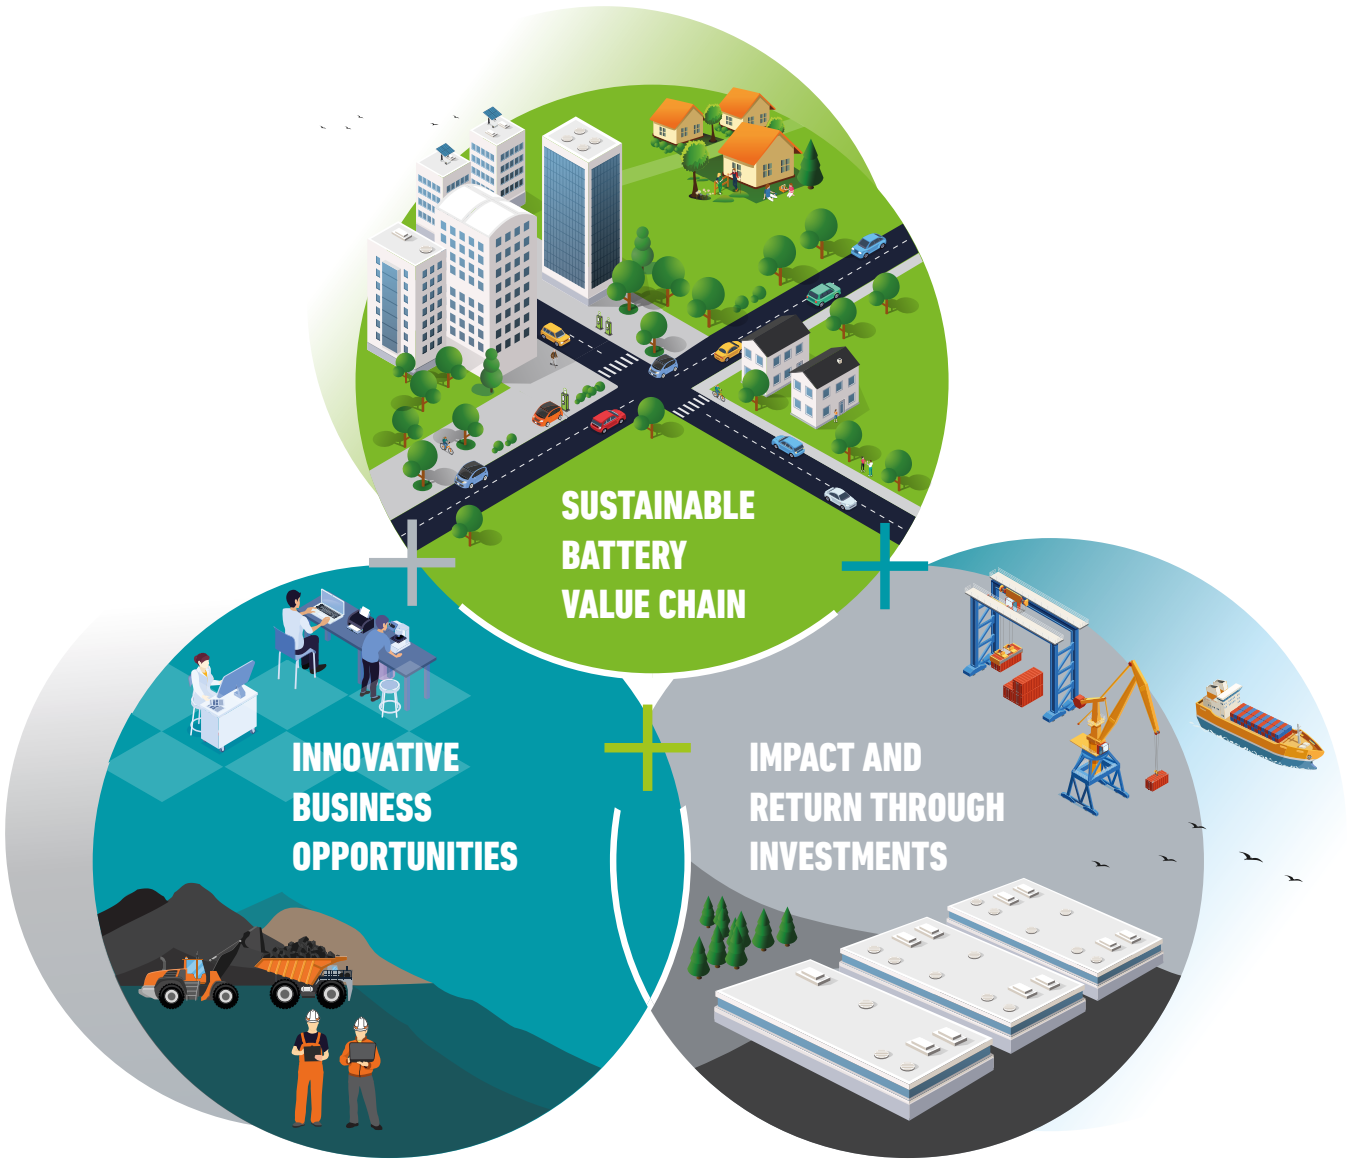 SUSTAINABLE
BATTERY
VALUE CHAIN
INNOVATIVE
BUSINESS
OPPORTUNITIES
IMPACT AND
RETURN THROUGH
INVESTMENTS